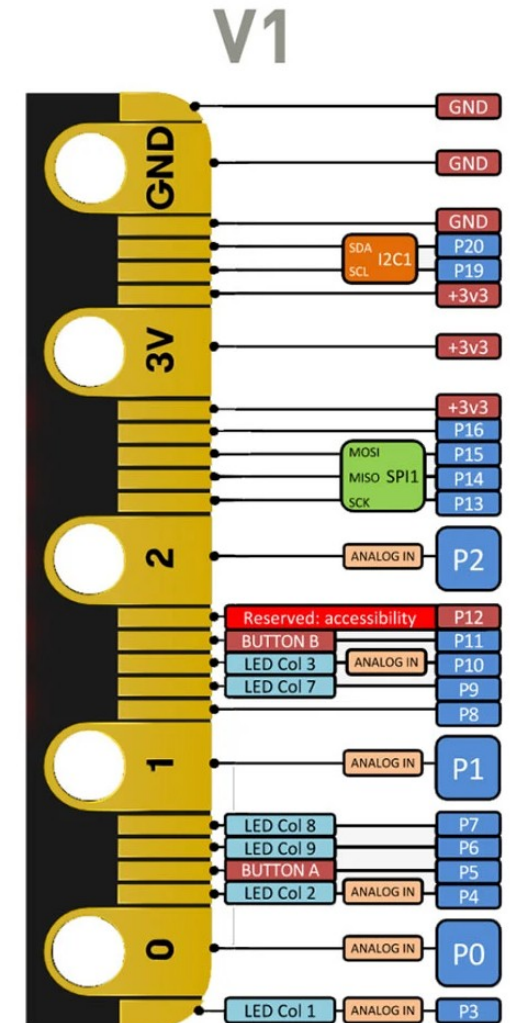 V1
GND
GND GND
GND
SDA I2C1 P20
SCL P19
+3v3
3V +3v3
+3v3
P16
MOSI P15
MISO SPI1 P14
SCK P13
2 ANALOG IN P2
Reserved: accessibility P12
BUTTON B P11
LED Col 3 ANALOG IN P10
LED Col 7 P9
P8
1 ANALOG IN P1
LED Col 8 P7
LED Col 9 P6
BUTTON A P5
LED Col 2 ANALOG IN P4
0 ANALOG IN P0
LED Col 1 ANALOG IN P3